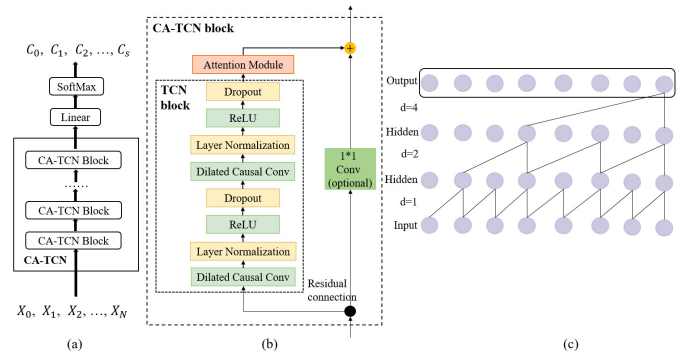 C₀, C₁, C₂, ..., Cₛ
SoftMax
Linear
CA-TCN Block
......
CA-TCN Block
CA-TCN Block
CA-TCN
X₀, X₁, X₂, ..., X_N
(a)
CA-TCN block
+
Attention Module
TCN
block
Dropout
ReLU
Layer Normalization
Dilated Causal Conv
Dropout
ReLU
Layer Normalization
Dilated Causal Conv
1*1
Conv
(optional)
Residual
connection
(b)
Output
d=4
Hidden
d=2
Hidden
d=1
Input
(c)